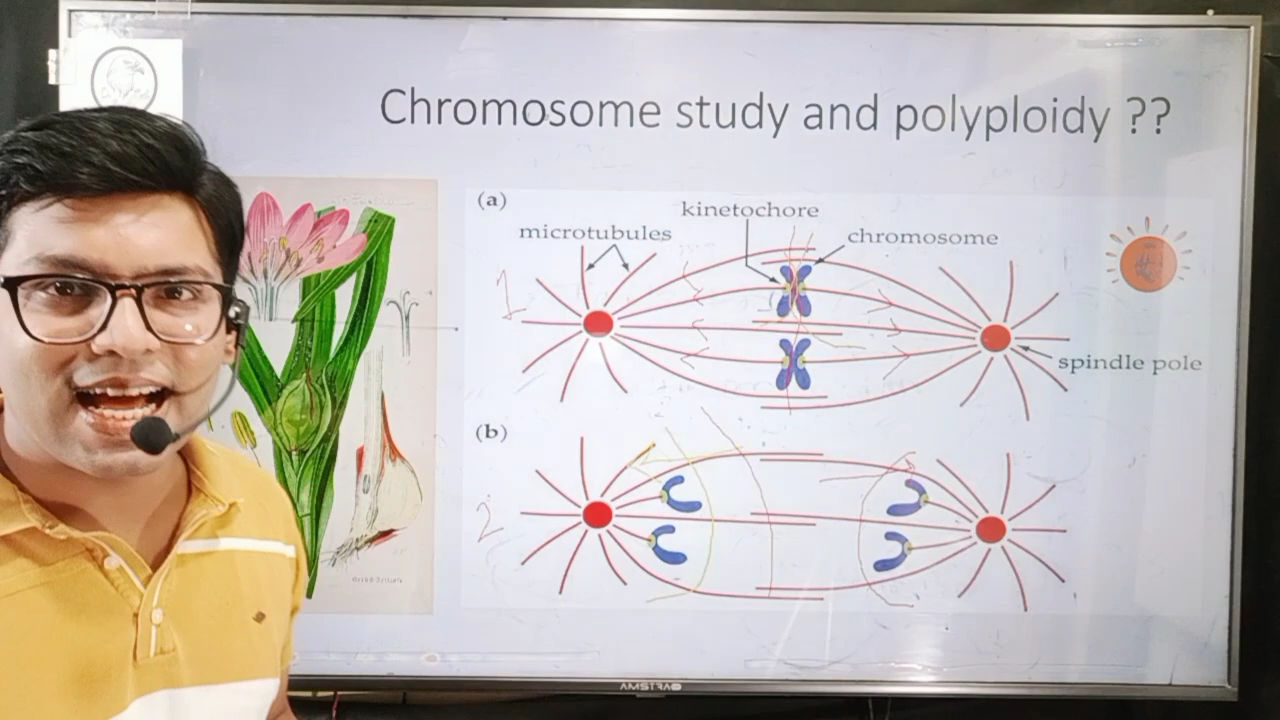 Chromosome study and polyploidy ??
(a)
kinetochore
microtubules
chromosome
1
spindle pole
(b)
2
AMSTRAD